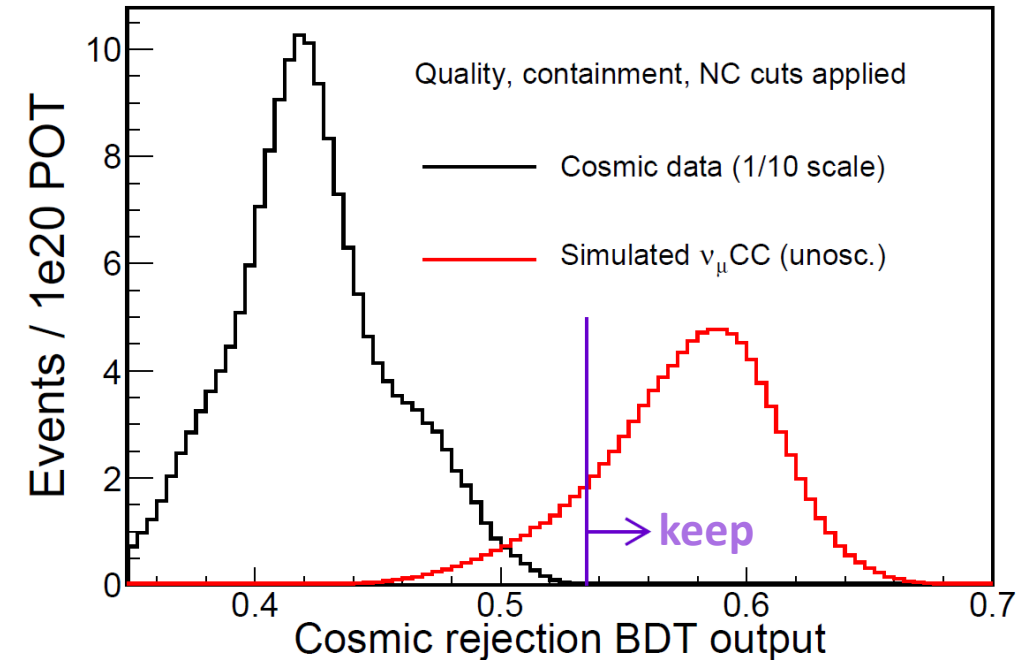 Events / 1e20 POT
10
8
6
4
2
0
Quality, containment, NC cuts applied
Cosmic data (1/10 scale)
Simulated νμCC (unosc.)
keep
0.4 0.5 0.6 0.7
Cosmic rejection BDT output